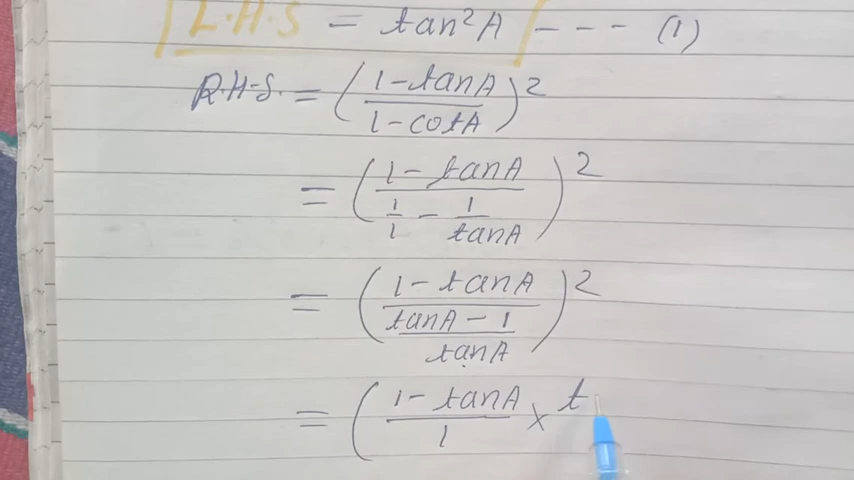 L.H.S = tan²A --- (1)
R.H.S. = ((1-tanA)/(1-cotA))²
= ((1-tanA)/(1/1 - 1/tanA))²
= ((1-tanA)/((tanA-1)/tanA))²
= ((1-tanA)/1 × t